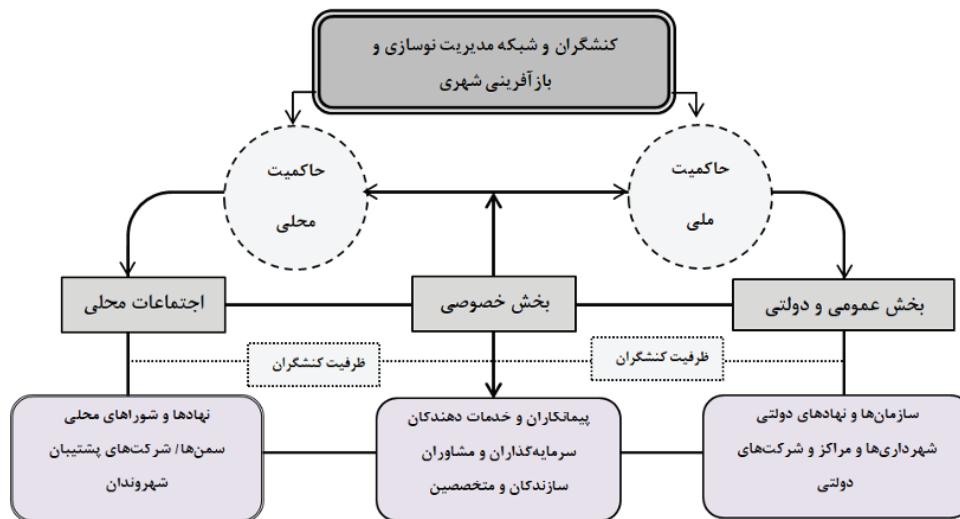 کنشگران و شبکه مدیریت نوسازی و
بازآفرینی شهری
حاکمیت
ملی
حاکمیت
محلی
بخش عمومی و دولتی
بخش خصوصی
اجتماعات محلی
ظرفیت کنشگران
ظرفیت کنشگران
سازمان‌ها و نهادهای دولتی
شهرداری‌ها و مراکز و شرکت‌های
دولتی
پیمانکاران و خدمات دهندکان
سرمایه‌گذاران و مشاوران
سازندکان و متخصصین
نهادها و شوراهای محلی
سمن‌ها/ شرکت‌های پشتیبان
شهروندان